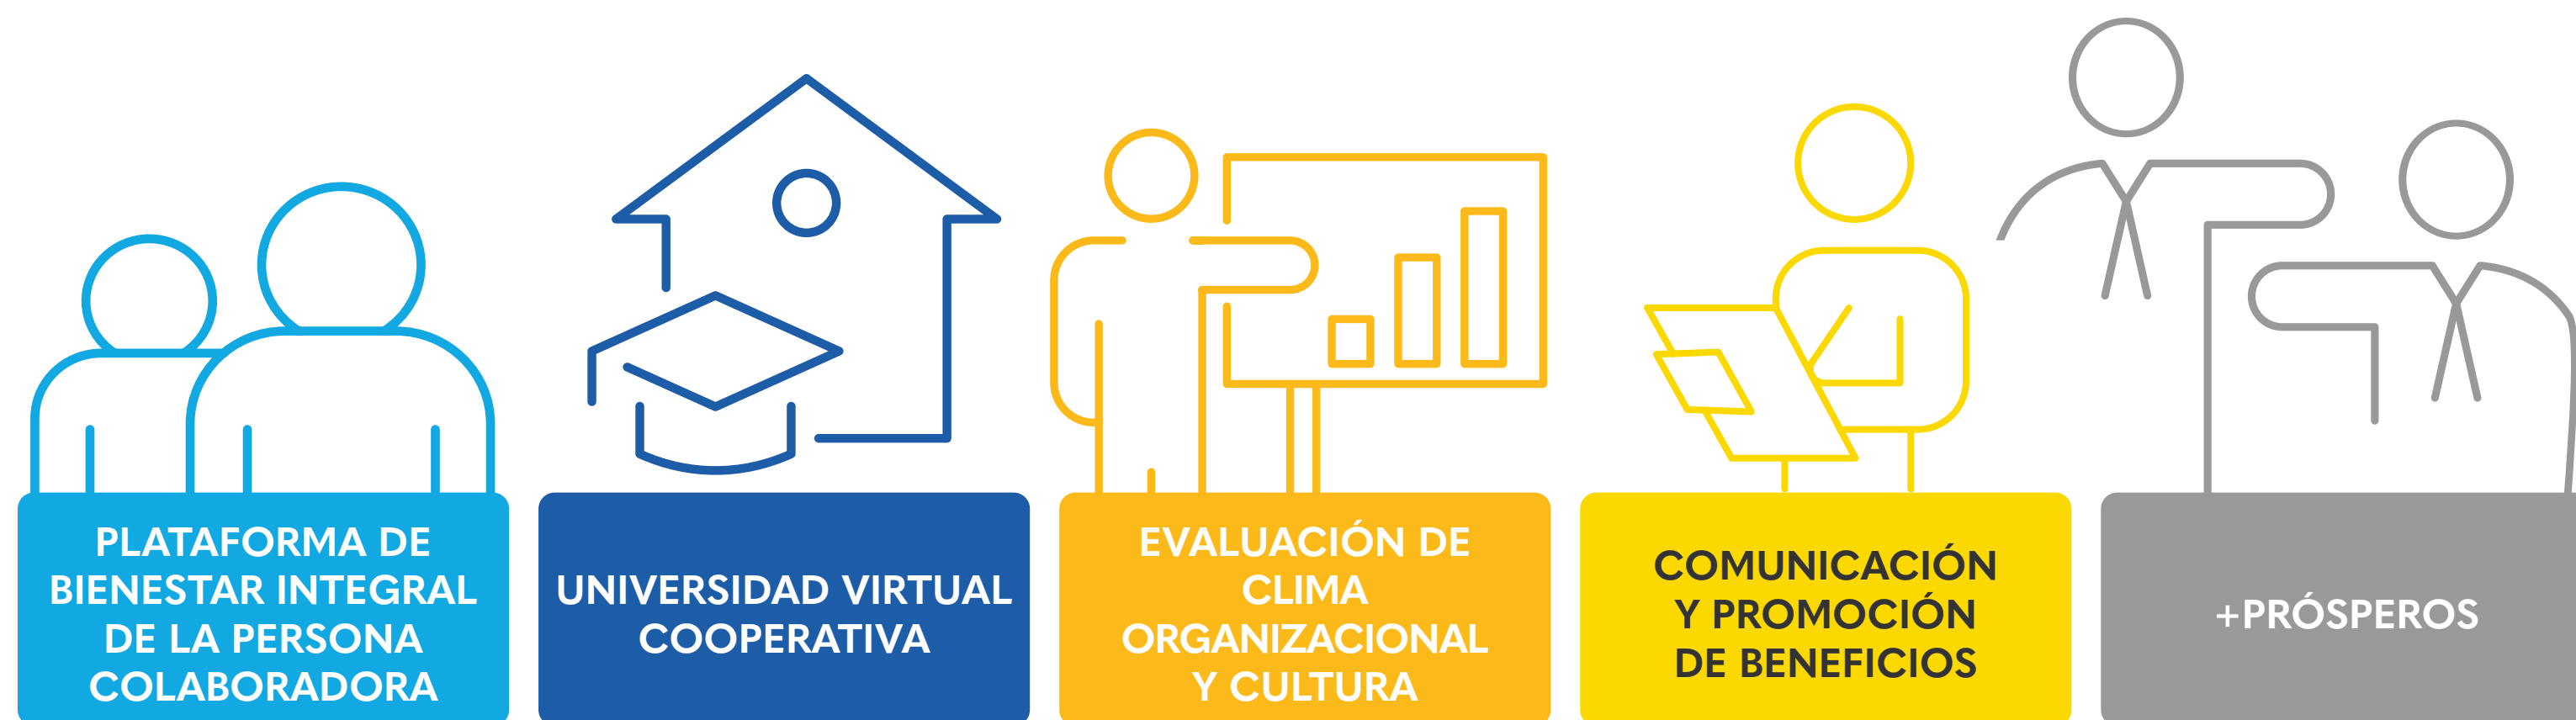 PLATAFORMA DE
BIENESTAR INTEGRAL
DE LA PERSONA
COLABORADORA
UNIVERSIDAD VIRTUAL
COOPERATIVA
EVALUACIÓN DE
CLIMA
ORGANIZACIONAL
Y CULTURA
COMUNICACIÓN
Y PROMOCIÓN
DE BENEFICIOS
+PRÓSPEROS